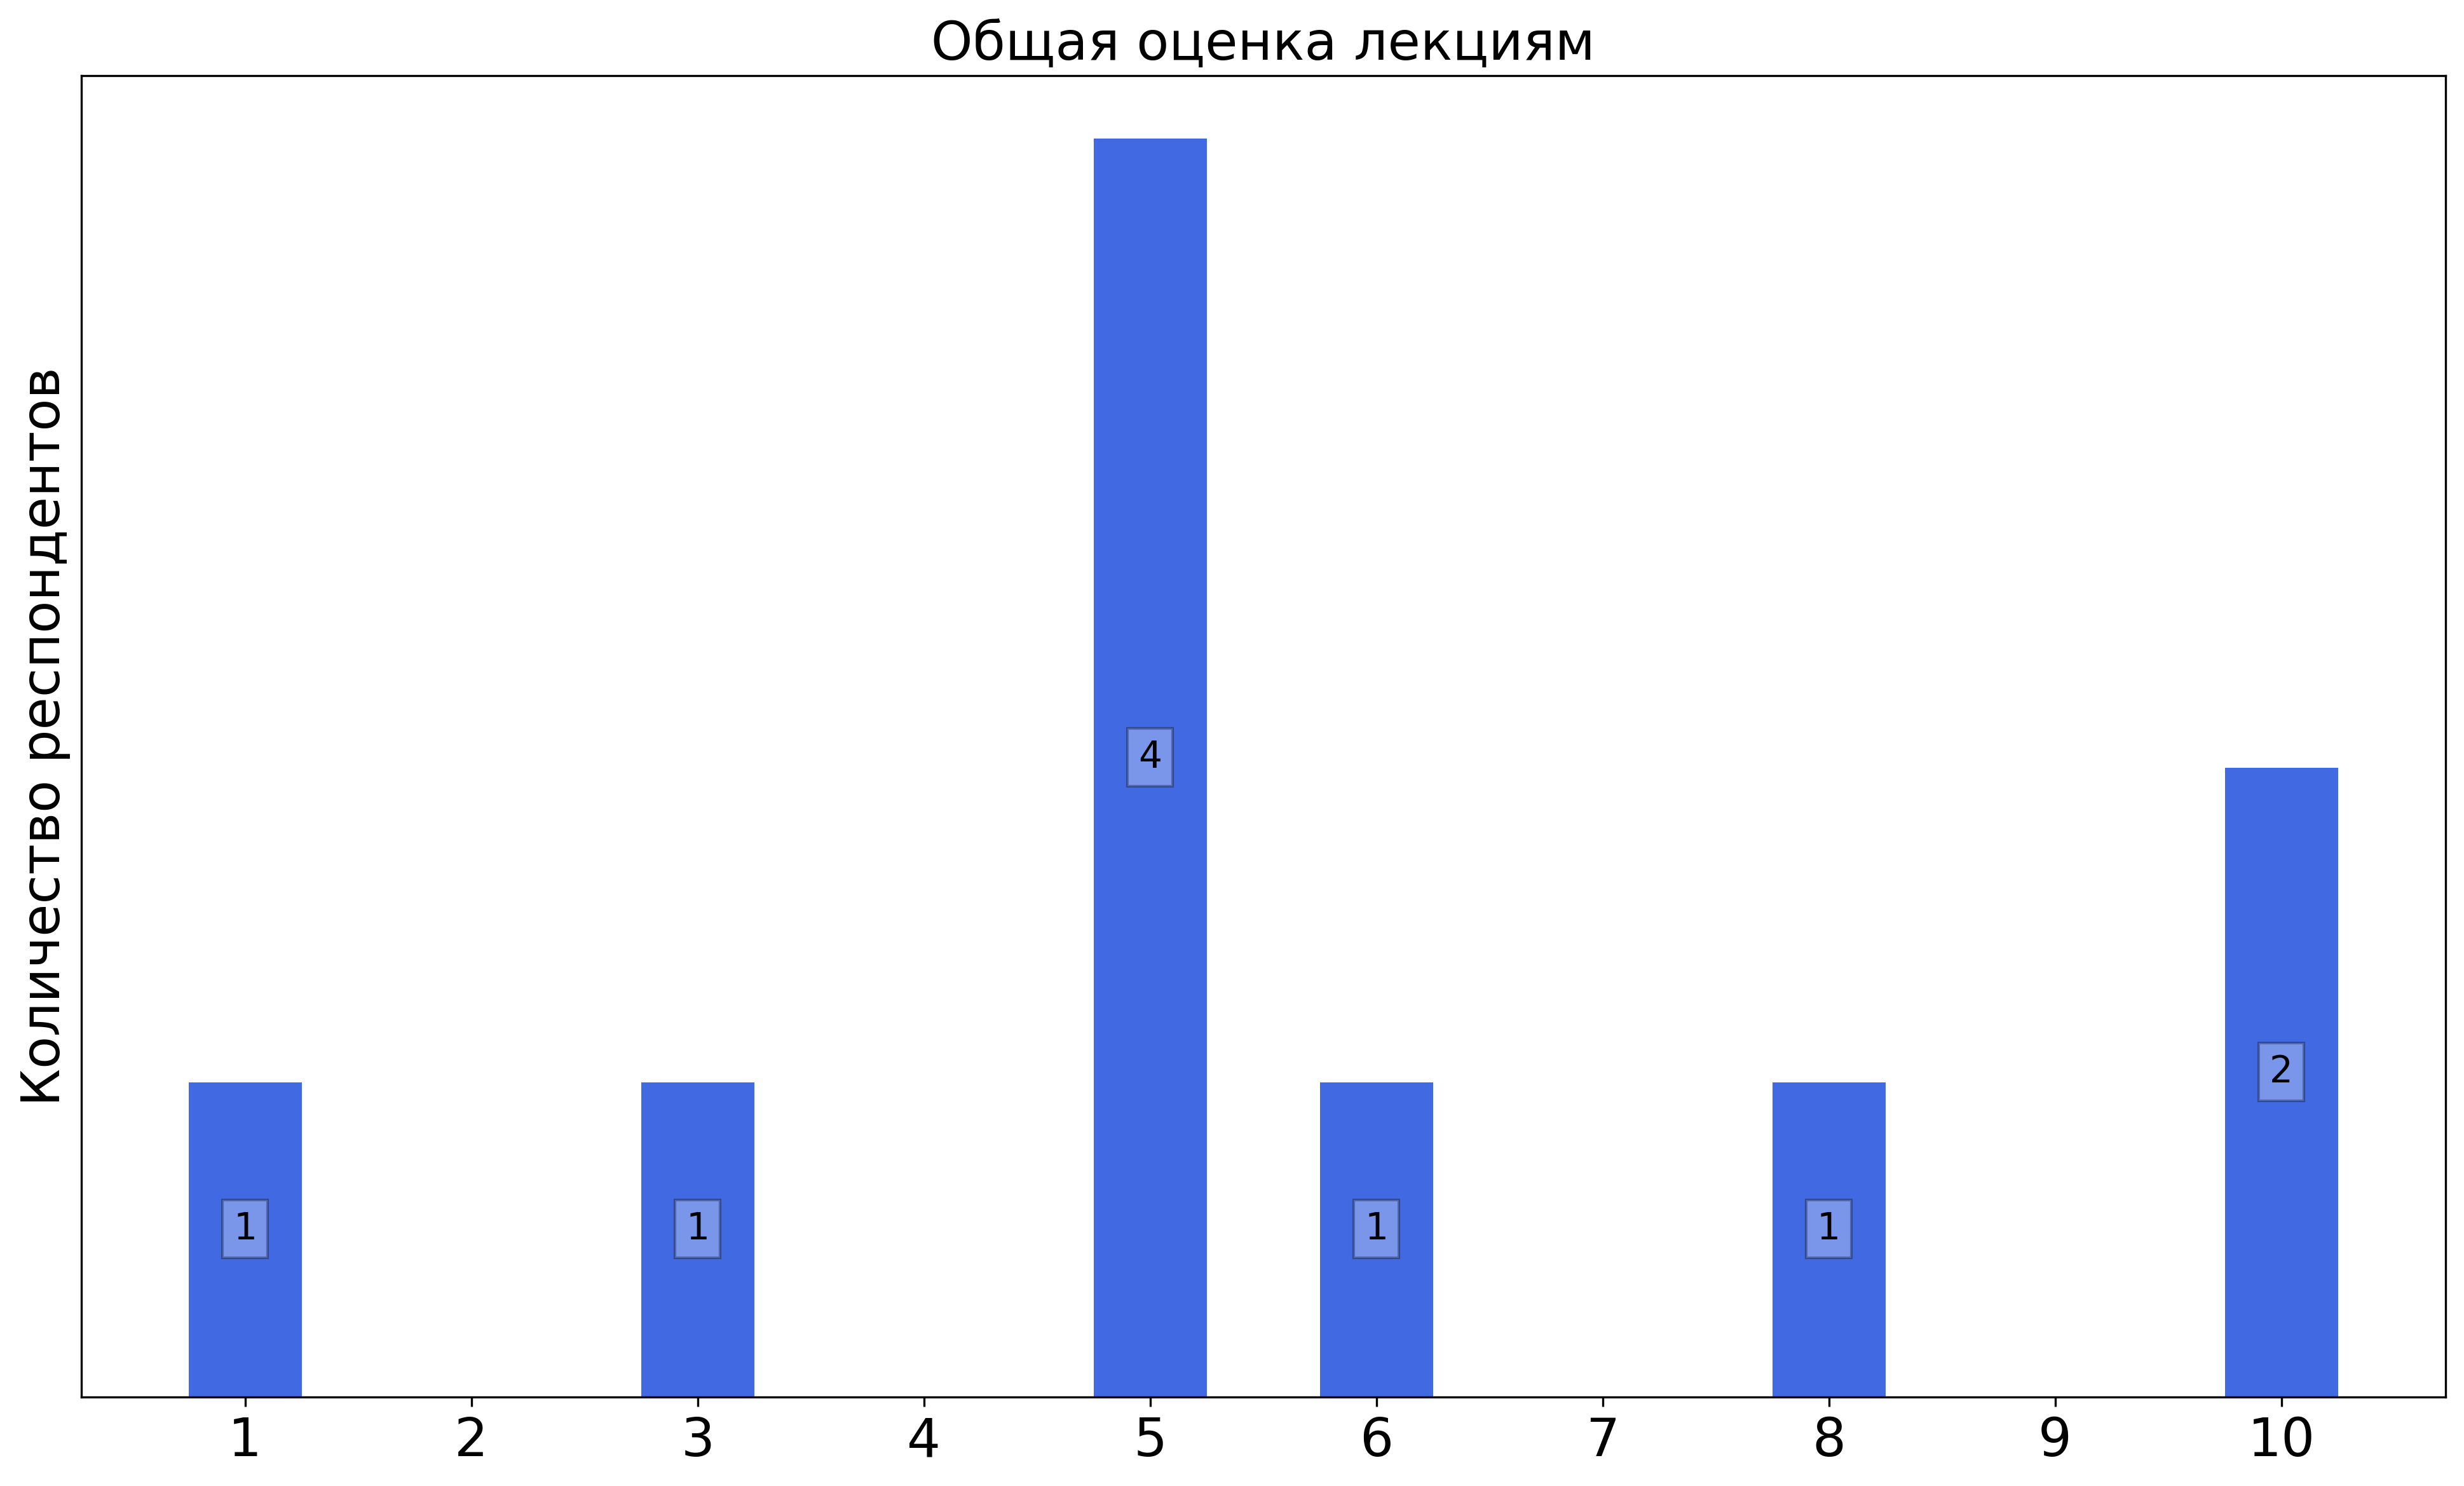 Общая оценка лекциям
Количество респондентов
4
2
1 1 1 1
1 2 3 4 5 6 7 8 9 10